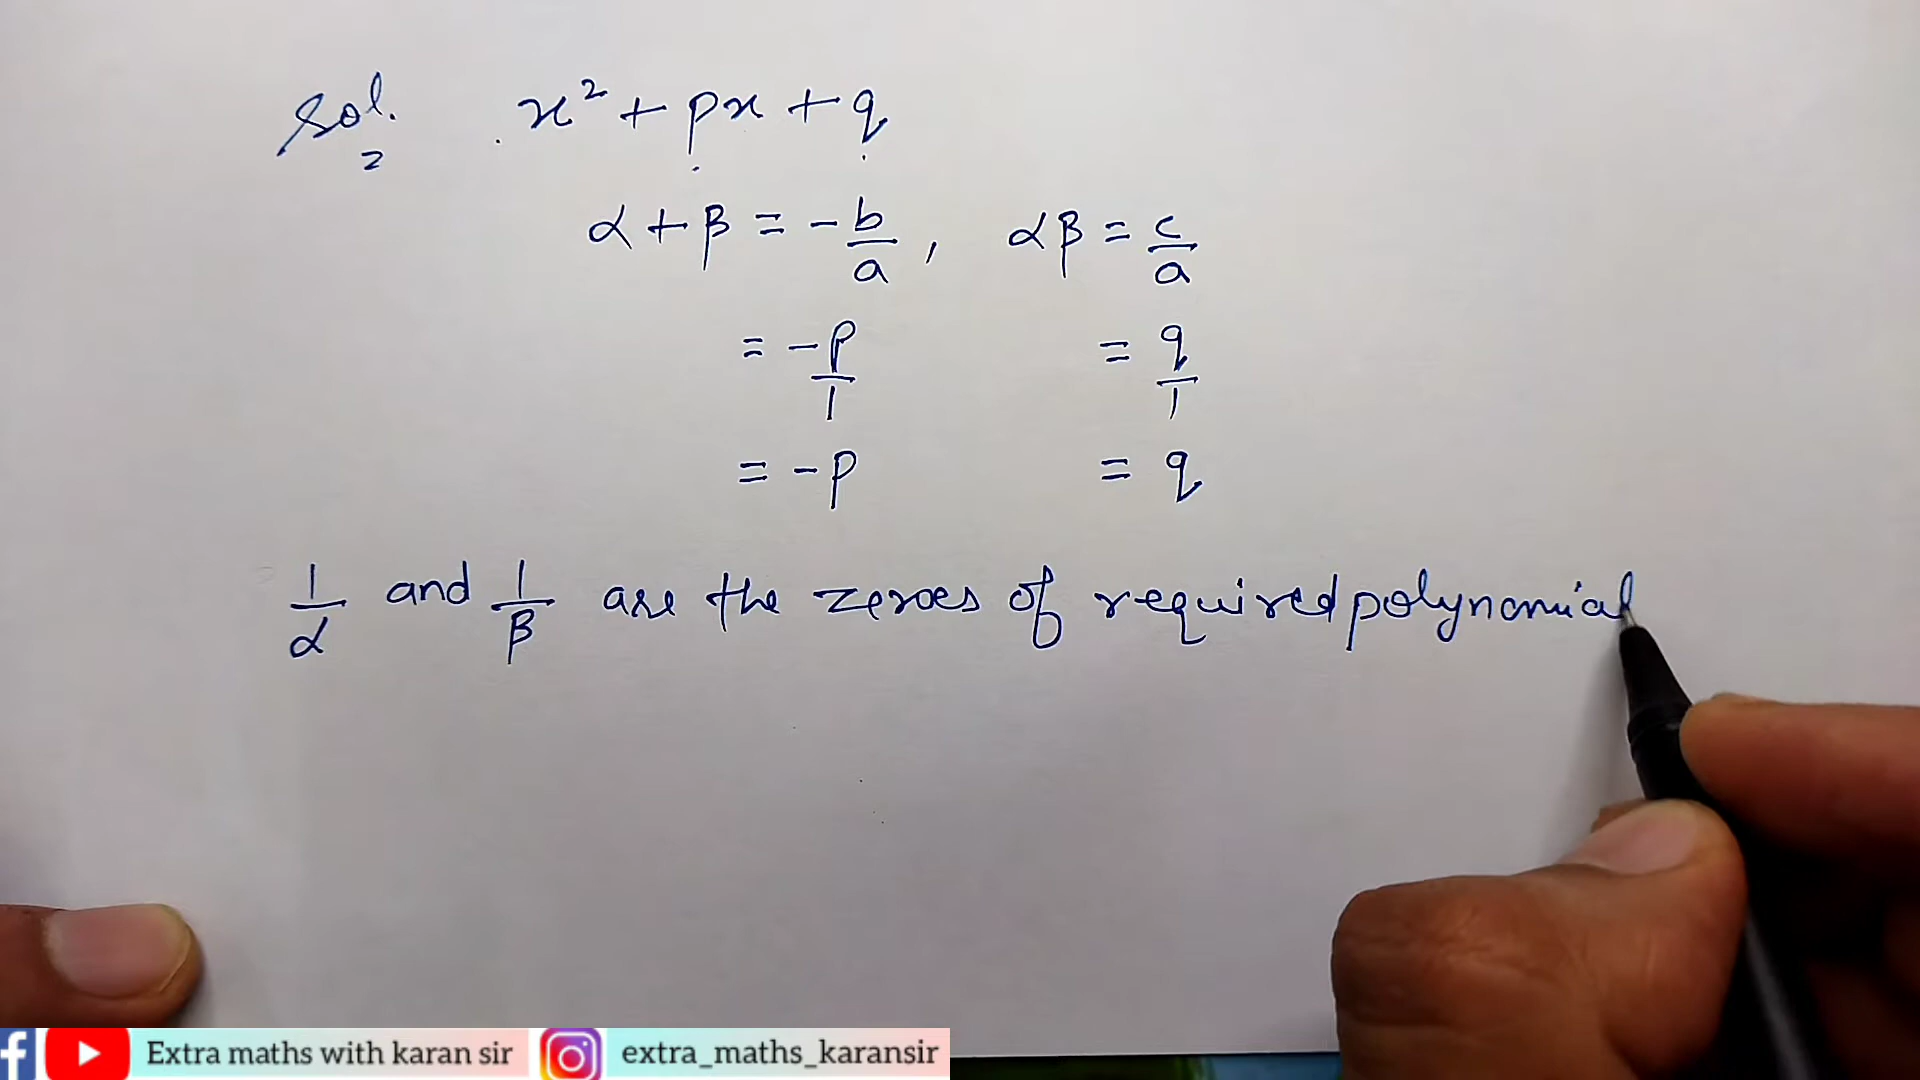 Sol. x² + px + q
α + β = -b/a, αβ = c/a
= -p/1 = q/1
= -p = q
1/α and 1/β are the zeroes of required polynomial
Extra maths with karan sir extra_maths_karansir